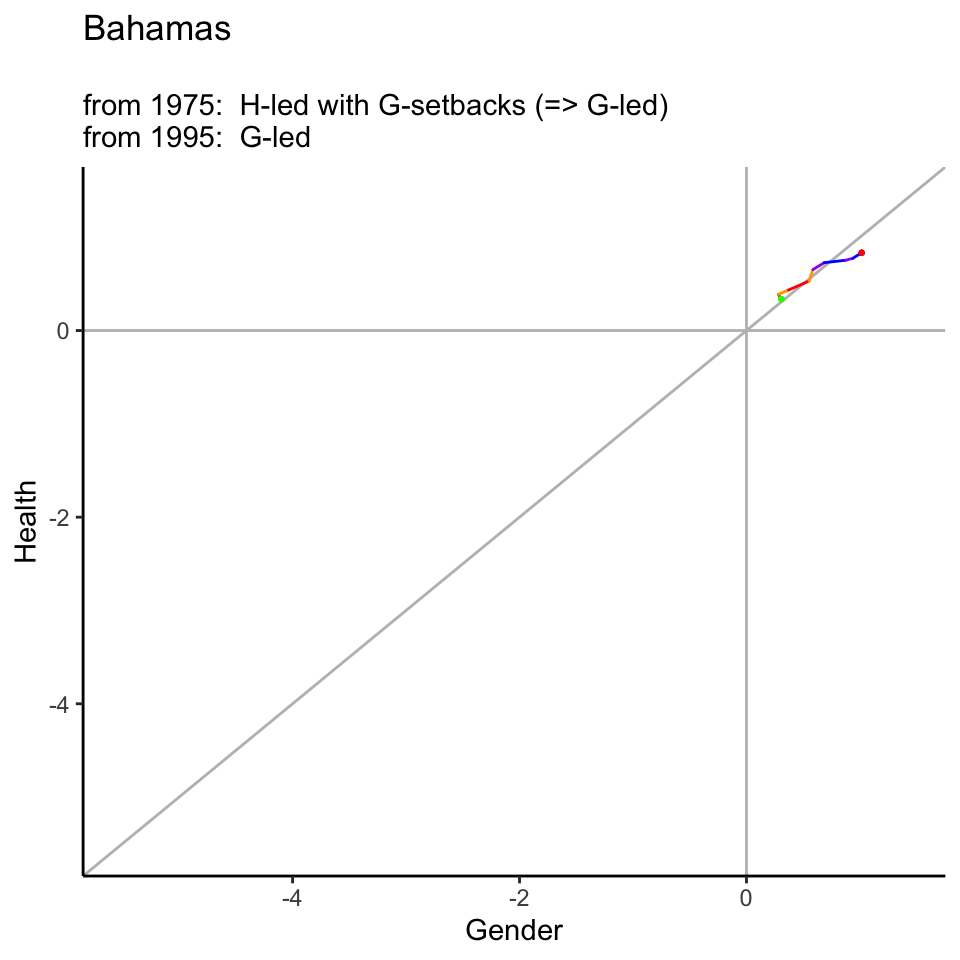 Bahamas
from 1975:  H-led with G-setbacks (=> G-led)
from 1995:  G-led
Health
0
-2
-4
-4
-2
0
Gender